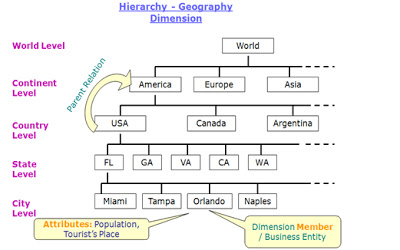 Hierarchy - Geography
Dimension
World Level
World
Continent
Level
America
Europe
Asia
Parent Relation
Country
Level
USA
Canada
Argentina
State
Level
FL
GA
VA
CA
WA
City
Level
Miami
Tampa
Orlando
Naples
Attributes: Population,
Tourist's Place
Dimension Member
/ Business Entity